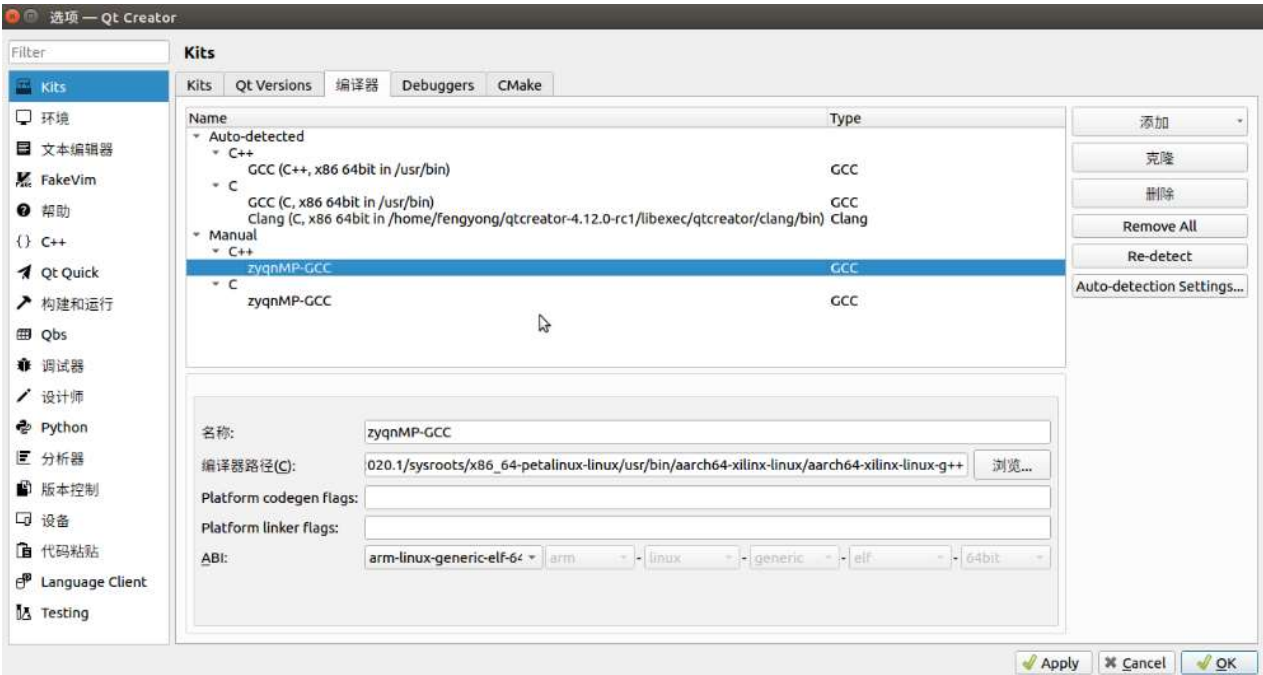 选项 — Qt Creator
Filter
Kits
Kits
环境
文本编辑器
FakeVim
帮助
{} C++
Qt Quick
构建和运行
Qbs
调试器
设计师
Python
分析器
版本控制
设备
代码粘贴
Language Client
Testing
Kits Qt Versions 编译器 Debuggers CMake
Name Type
Auto-detected
C++
GCC (C++, x86 64bit in /usr/bin) GCC
C
GCC (C, x86 64bit in /usr/bin) GCC
Clang (C, x86 64bit in /home/fengyong/qtcreator-4.12.0-rc1/libexec/qtcreator/clang/bin) Clang
Manual
C++
zyqnMP-GCC GCC
C
zyqnMP-GCC GCC
添加
克隆
删除
Remove All
Re-detect
Auto-detection Settings...
名称: zyqnMP-GCC
编译器路径(C): 020.1/sysroots/x86_64-petalinux-linux/usr/bin/aarch64-xilinx-linux/aarch64-xilinx-linux-g++ 浏览...
Platform codegen flags:
Platform linker flags:
ABI: arm-linux-generic-elf-64 arm - linux - generic - elf - 64bit
Apply Cancel OK